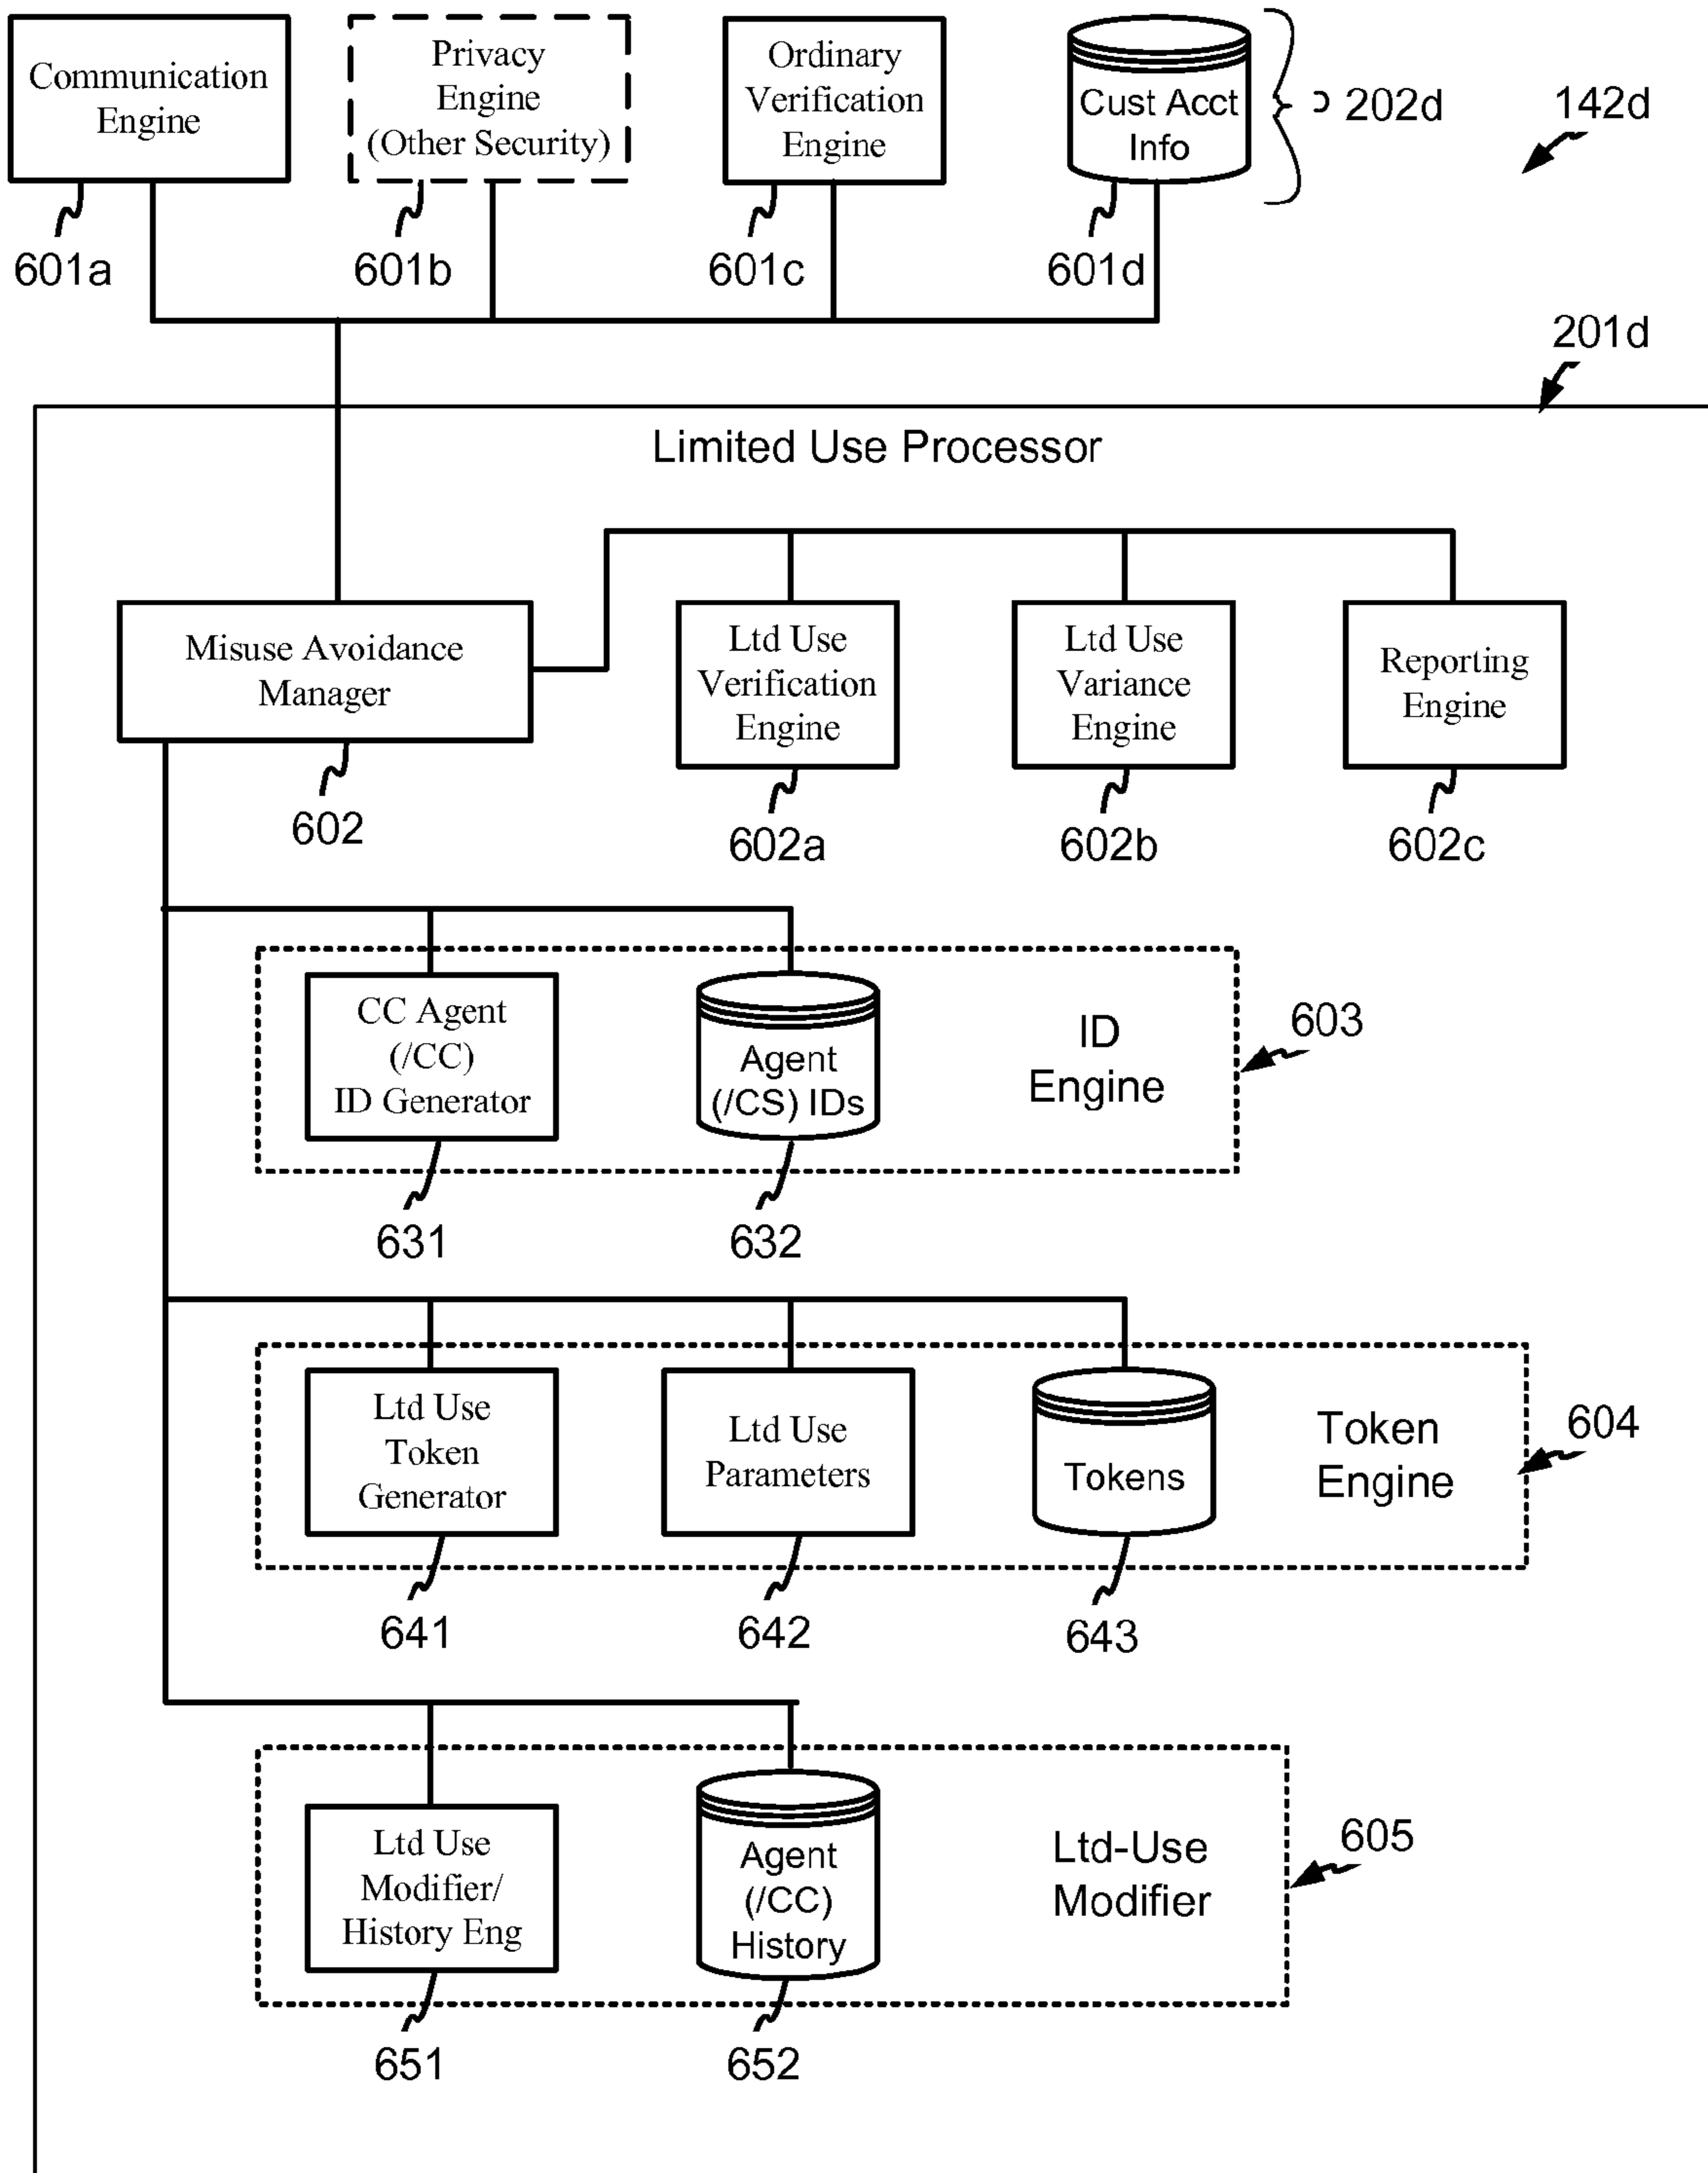 Communication
Engine
Privacy
Engine
(Other Security)
Ordinary
Verification
Engine
Cust Acct
Info
202d
142d
601a
601b
601c
601d
201d
Limited Use Processor
Misuse Avoidance
Manager
Ltd Use
Verification
Engine
Ltd Use
Variance
Engine
Reporting
Engine
602
602a
602b
602c
CC Agent
(/CC)
ID Generator
Agent
(/CS) IDs
ID
Engine
603
631
632
Ltd Use
Token
Generator
Ltd Use
Parameters
Tokens
Token
Engine
604
641
642
643
Ltd Use
Modifier/
History Eng
Agent
(/CC)
History
Ltd-Use
Modifier
605
651
652